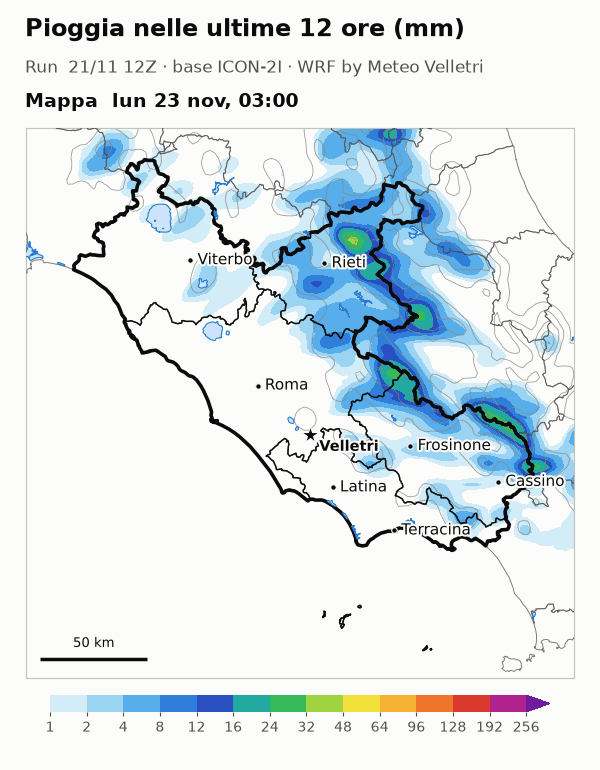 Pioggia nelle ultime 12 ore (mm)
Run  21/11 12Z · base ICON-2I · WRF by Meteo Velletri
Mappa  lun 23 nov, 03:00
Viterbo
Rieti
Roma
Velletri
Frosinone
Latina
Cassino
Terracina
50 km
1 2 4 8 12 16 24 32 48 64 96 128 192 256